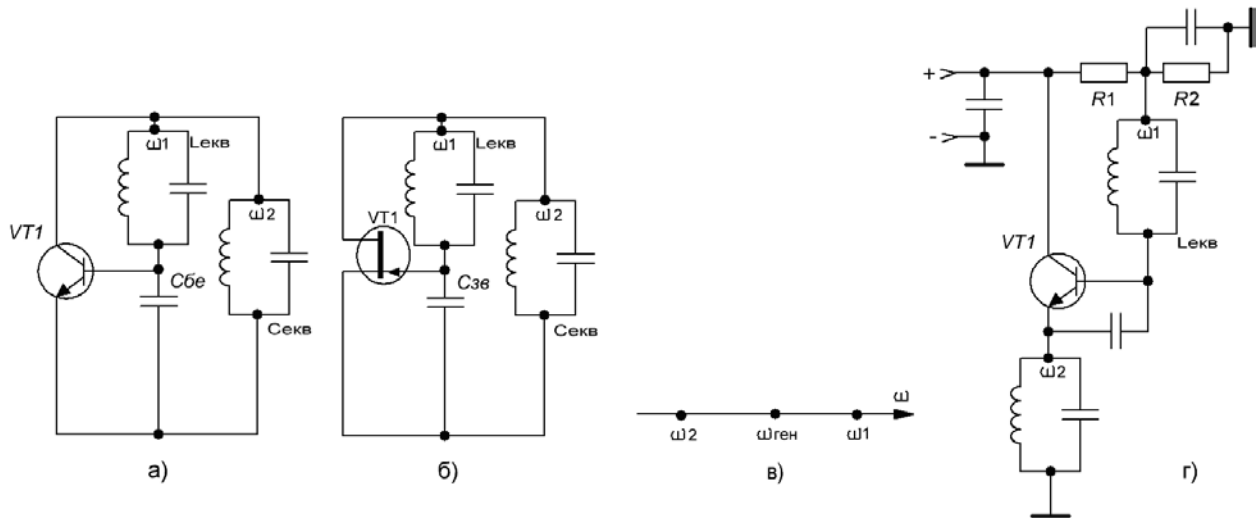 ω1
Lекв
ω2
VT1
Cбе
Cекв
а)
ω1
Lекв
ω2
VT1
Cзв
Cекв
б)
ω
ω2
ωген
ω1
в)
+
-
R1
R2
ω1
Lекв
VT1
ω2
г)